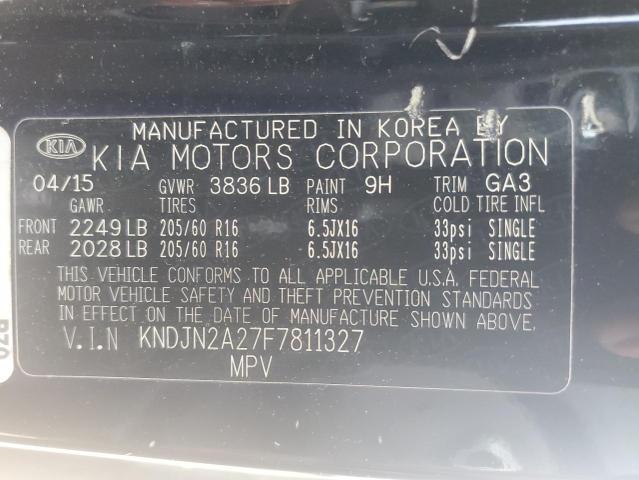 MANUFACTURED IN KOREA BY
KIA KIA MOTORS CORPORATION
04/15 GVWR 3836 LB PAINT 9H TRIM GA3
GAWR TIRES RIMS COLD TIRE INFL
FRONT 2249 LB 205/60 R16 6.5JX16 33psi SINGLE
REAR 2028 LB 205/60 R16 6.5JX16 33psi SINGLE
THIS VEHICLE CONFORMS TO ALL APPLICABLE U.S.A. FEDERAL
MOTOR VEHICLE SAFETY AND THEFT PREVENTION STANDARDS
IN EFFECT ON THE DATE OF MANUFACTURE SHOWN ABOVE.
V.I.N KNDJN2A27F7811327
MPV